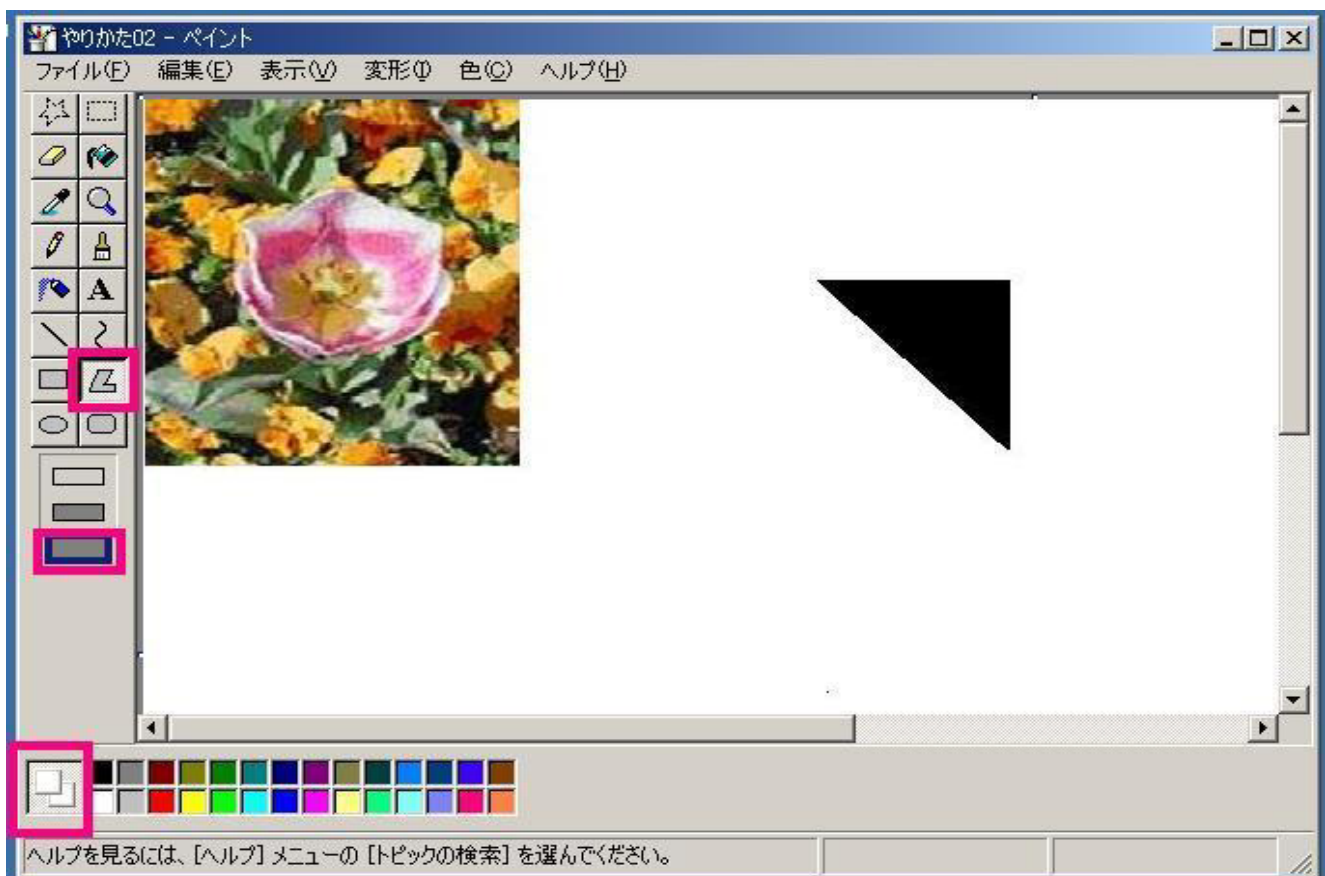 やりかた02 - ペイント
ファイル(F) 編集(E) 表示(V) 変形(I) 色(C) ヘルプ(H)
A
ヘルプを見るには、[ヘルプ] メニューの [トピックの検索] を選んでください。